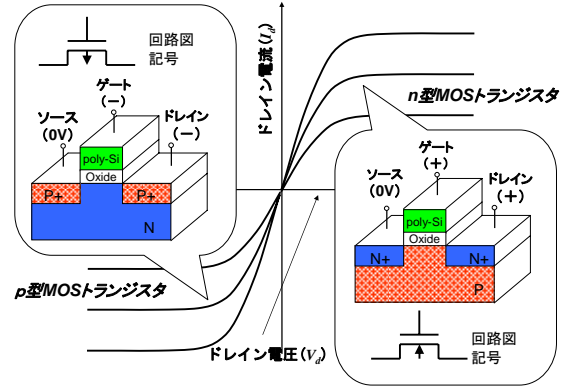 回路図
記号
ゲート
(－)
ソース
(0V)
ドレイン
(－)
poly-Si
Oxide
P+
P+
N
p型MOSトランジスタ
ドレイン電流(I_d)
ドレイン電圧(V_d)
n型MOSトランジスタ
ゲート
(＋)
ソース
(0V)
ドレイン
(＋)
poly-Si
Oxide
N+
N+
P
回路図
記号